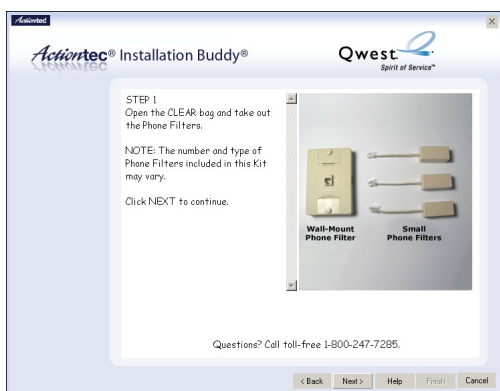 Actiontec
Actiontec® Installation Buddy®
Qwest.
Spirit of Service™
STEP 1
Open the CLEAR bag and take out
the Phone Filters.
NOTE: The number and type of
Phone Filters included in this Kit
may vary.
Click NEXT to continue.
Wall-Mount
Phone Filter
Small
Phone Filters
Questions? Call toll-free 1-800-247-7285.
< Back
Next >
Help
Finish
Cancel